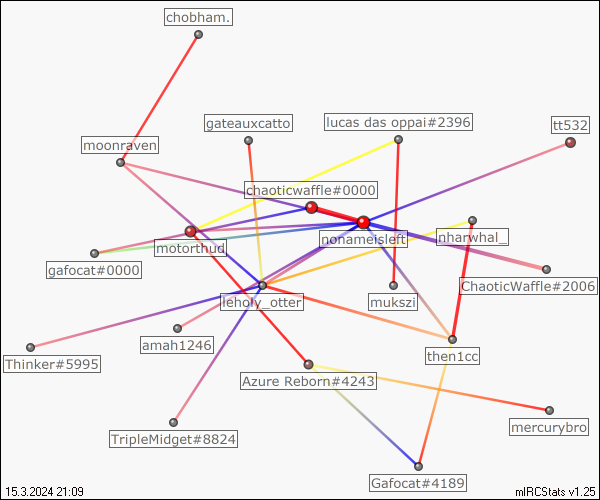 chobham.
gateauxcatto
lucas das oppai#2396
tt532
moonraven
chaoticwaffle#0000
motorthud
nonameisleft
nharwhal_
gafocat#0000
ChaoticWaffle#2006
leholy_otter
mukszi
amah1246
then1cc
Thinker#5995
Azure Reborn#4243
mercurybro
TripleMidget#8824
Gafocat#4189
15.3.2024 21:09
mIRCStats v1.25